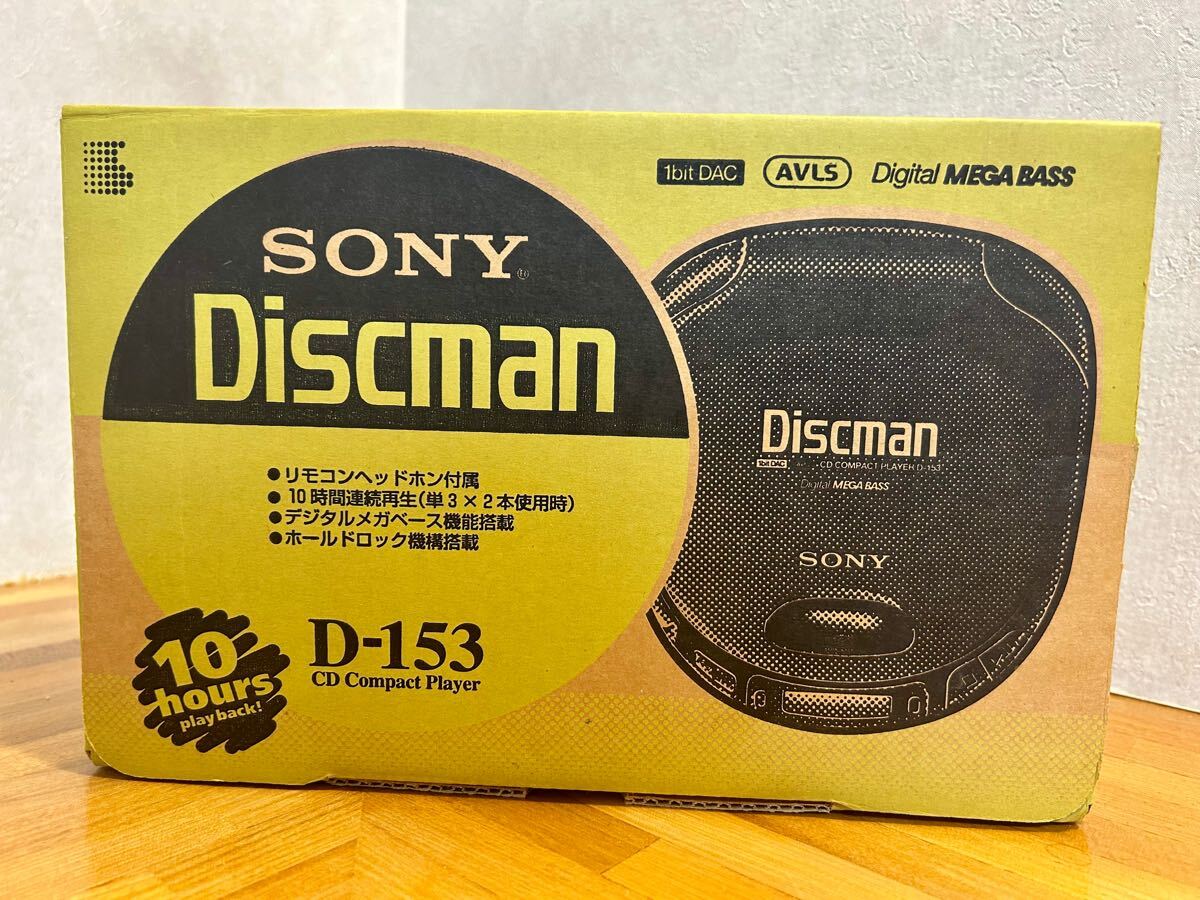 1bit DAC AVLS Digital MEGA BASS
SONY®
Discman
●リモコンヘッドホン付属
●10時間連続再生(単3×2本使用時)
●デジタルメガベース機能搭載
●ホールドロック機構搭載
D-153
CD Compact Player
10
hours
playback!
Discman
1bit DAC
CD COMPACT PLAYER D-153
Digital MEGA BASS
SONY